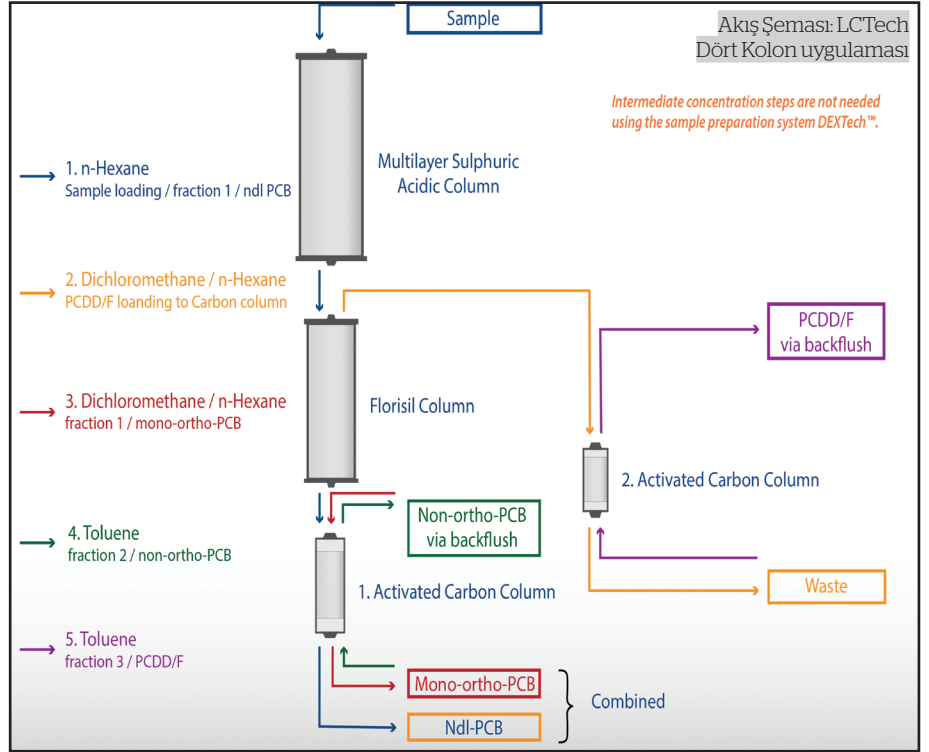 Sample
Akış Şeması: LCTech
Dört Kolon uygulaması
Intermediate concentration steps are not needed
using the sample preparation system DEXTech™.
1. n-Hexane
Sample loading / fraction 1 / ndl PCB
Multilayer Sulphuric
Acidic Column
2. Dichloromethane / n-Hexane
PCDD/F loanding to Carbon column
PCDD/F
via backflush
3. Dichloromethane / n-Hexane
fraction 1 / mono-ortho-PCB
Florisil Column
2. Activated Carbon Column
Non-ortho-PCB
via backflush
4. Toluene
fraction 2 / non-ortho-PCB
1. Activated Carbon Column
Waste
5. Toluene
fraction 3 / PCDD/F
Mono-ortho-PCB
Combined
Ndl-PCB